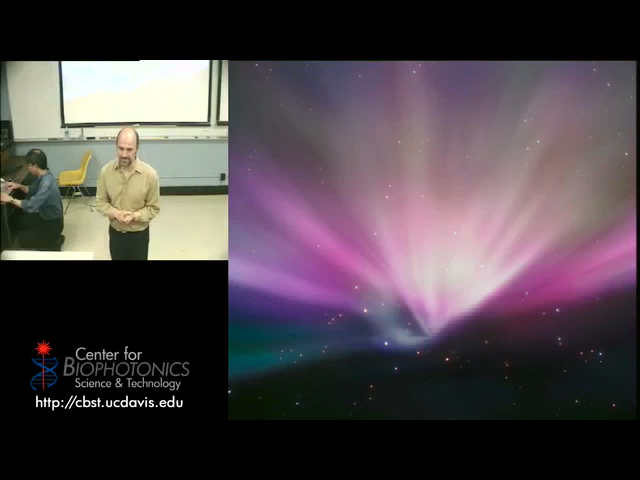 Center for
BIOPHOTONICS
Science & Technology
http://cbst.ucdavis.edu